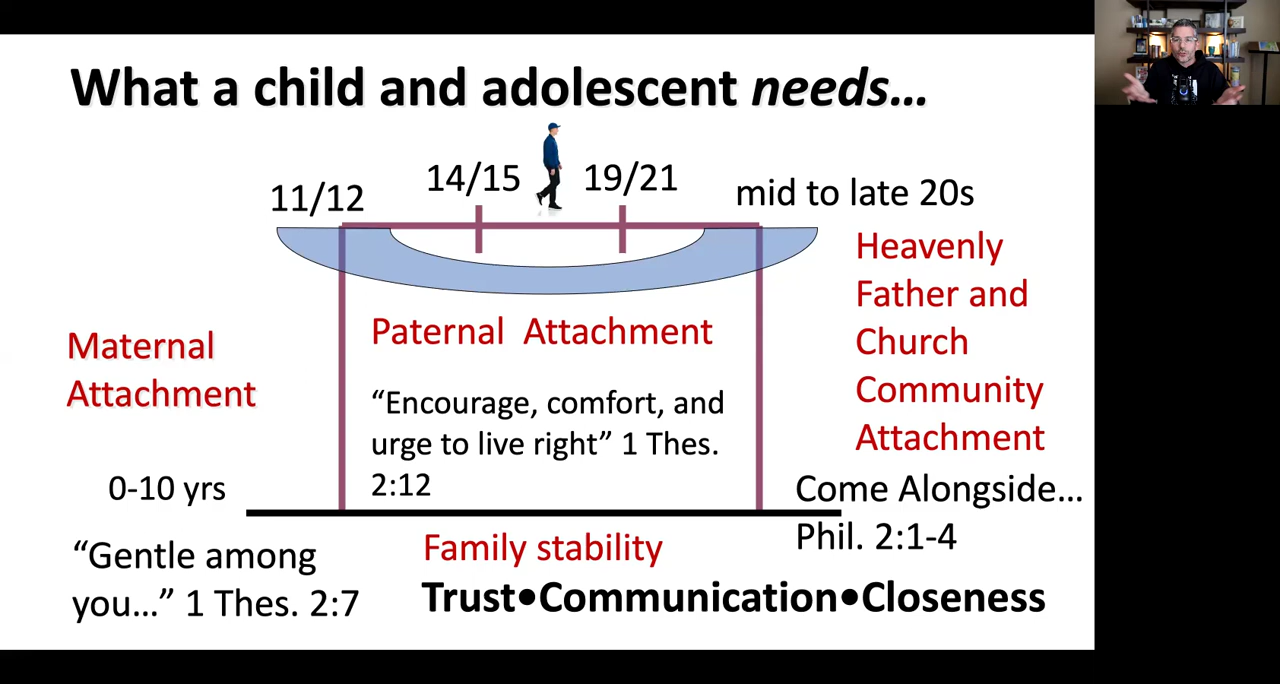 What a child and adolescent needs...
11/12
14/15
19/21
mid to late 20s
Heavenly
Father and
Church
Community
Attachment
Maternal
Attachment
Paternal Attachment
“Encourage, comfort, and
urge to live right” 1 Thes.
2:12
0-10 yrs
Come Alongside…
Phil. 2:1-4
“Gentle among
you…” 1 Thes. 2:7
Family stability
Trust•Communication•Closeness